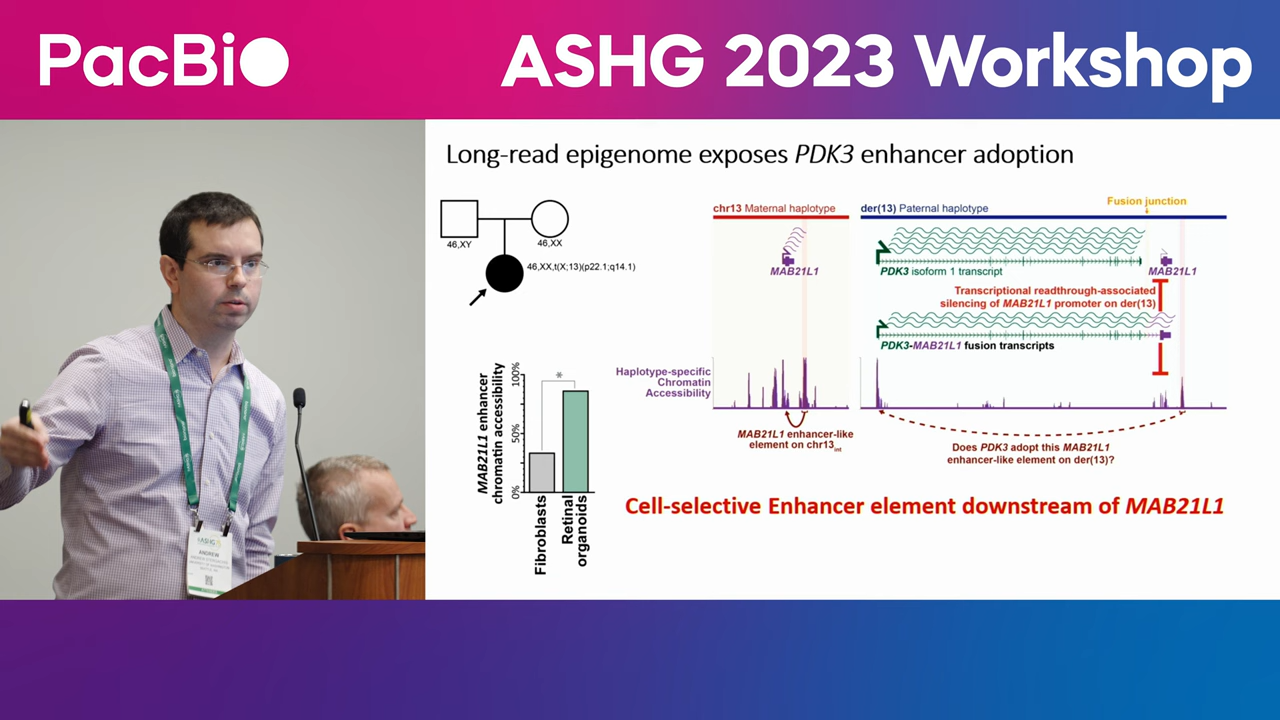 PacBio
ASHG 2023 Workshop
Long-read epigenome exposes PDK3 enhancer adoption
46,XY
46,XX
46,XX,t(X;13)(p22.1;q14.1)
MAB21L1 enhancer
chromatin accessibility
100%
50%
0%
*
Fibroblasts
Retinal
organoids
chr13 Maternal haplotype
MAB21L1
der(13) Paternal haplotype
Fusion junction
PDK3 isoform 1 transcript
MAB21L1
Transcriptional readthrough-associated
silencing of MAB21L1 promoter on der(13)
PDK3-MAB21L1 fusion transcripts
Haplotype-specific
Chromatin
Accessibility
MAB21L1 enhancer-like
element on chr13int
Does PDK3 adopt this MAB21L1
enhancer-like element on der(13)?
Cell-selective Enhancer element downstream of MAB21L1
ASHG
ANDREW